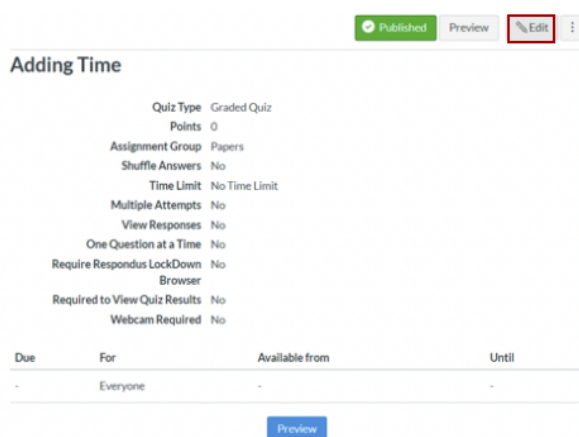 Published Preview Edit
Adding Time
Quiz Type Graded Quiz
Points 0
Assignment Group Papers
Shuffle Answers No
Time Limit No Time Limit
Multiple Attempts No
View Responses No
One Question at a Time No
Require Respondus LockDown No
Browser
Required to View Quiz Results No
Webcam Required No
Due For Available from Until
- Everyone - -
Preview